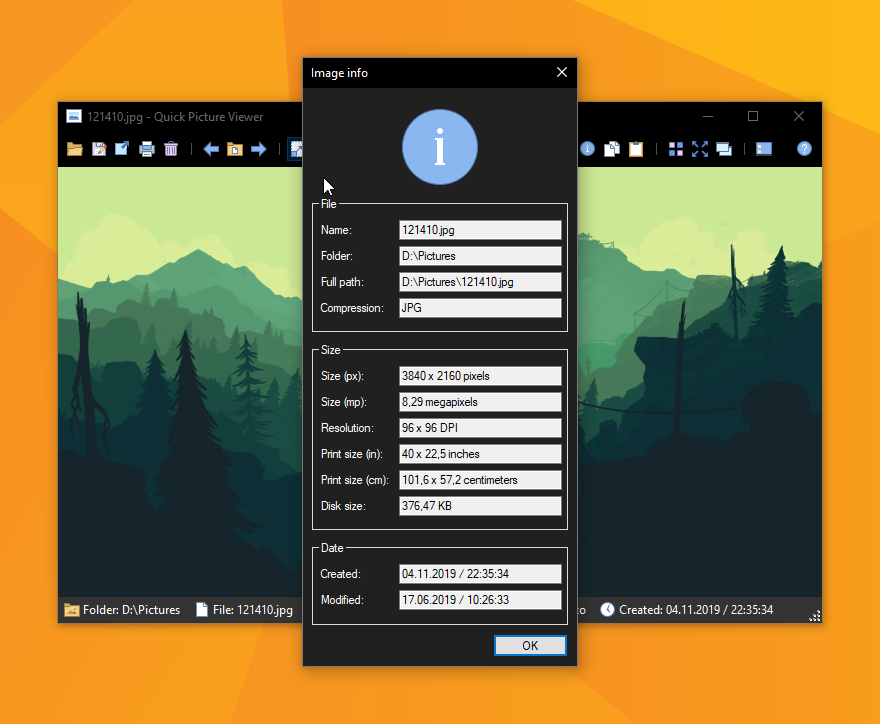 Image info
121410.jpg - Quick Picture Viewer
i
File
Name: 121410.jpg
Folder: D:\Pictures
Full path: D:\Pictures\121410.jpg
Compression: JPG
Size
Size (px): 3840 x 2160 pixels
Size (mp): 8,29 megapixels
Resolution: 96 x 96 DPI
Print size (in): 40 x 22,5 inches
Print size (cm): 101,6 x 57,2 centimeters
Disk size: 376,47 KB
Date
Created: 04.11.2019 / 22:35:34
Modified: 17.06.2019 / 10:26:33
Folder: D:\Pictures File: 121410.jpg to Created: 04.11.2019 / 22:35:34
OK